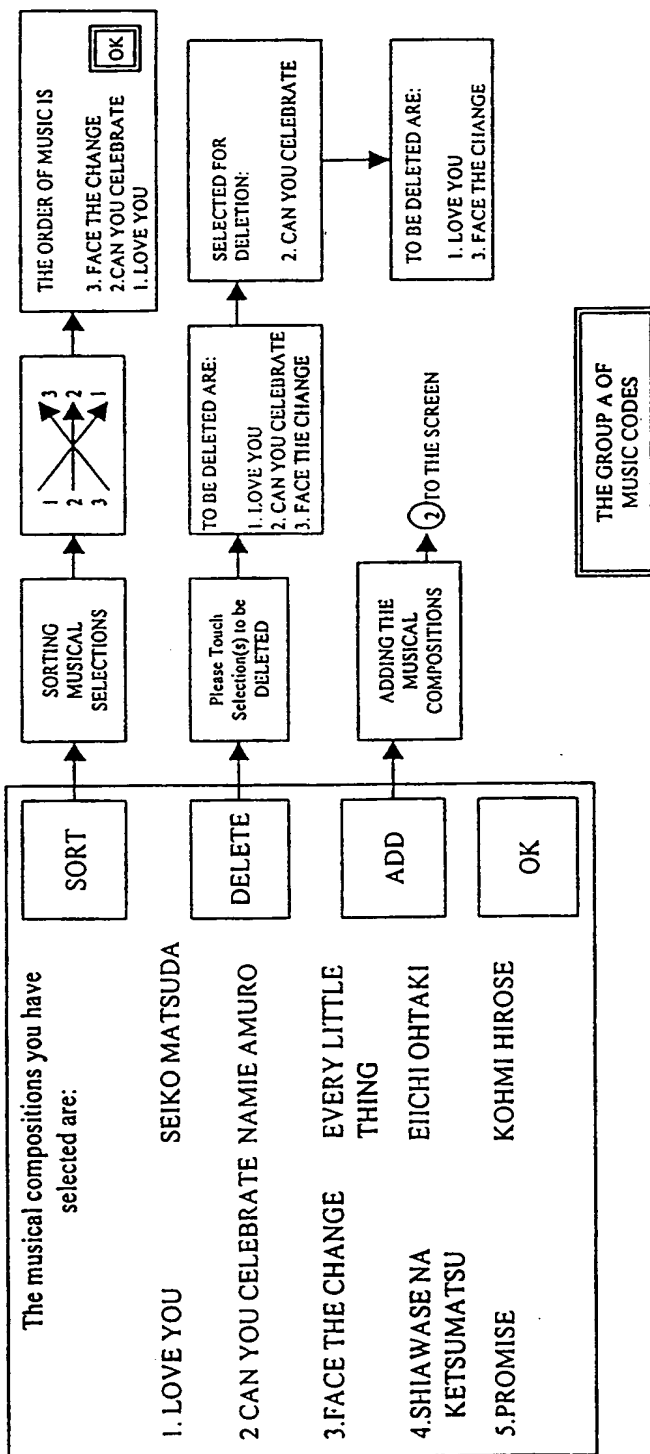 The musical compositions you have
selected are:
1. LOVE YOU SEIKO MATSUDA
2 CAN YOU CELEBRATE NAMIE AMURO
3.FACE THE CHANGE EVERY LITTLE
THING
4.SHIAWASE NA EIICHI OHTAKI
KETSUMATSU
5.PROMISE KOHMI HIROSE
SORT
DELETE
ADD
OK
SORTING
MUSICAL
SELECTIONS
1 3
2 2
3 1
THE ORDER OF MUSIC IS
3. FACE THE CHANGE
2.CAN YOU CELEBRATE
1. LOVE YOU
OK
Please Touch
Selection(s) to be
DELETED
TO BE DELETED ARE:
1. LOVE YOU
2. CAN YOU CELEBRATE
3. FACE THE CHANGE
SELECTED FOR
DELETION:
2. CAN YOU CELEBRATE
TO BE DELETED ARE:
1. LOVE YOU
3. FACE THE CHANGE
ADDING THE
MUSICAL
COMPOSITIONS
2 TO THE SCREEN
THE GROUP A OF
MUSIC CODES